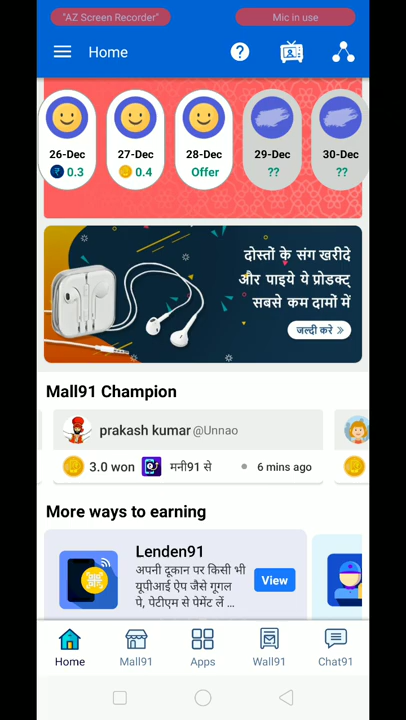 "AZ Screen Recorder"
Mic in use
Home
26-Dec
27-Dec
28-Dec
29-Dec
30-Dec
0.3
0.4
Offer
??
??
दोस्तों के संग खरीदे
और पाइये ये प्रोडक्ट्
सबसे कम दामों में
जल्दी करे
Mall91 Champion
prakash kumar @Unnao
3.0 won
मनी91 से
6 mins ago
More ways to earning
Lenden91
अपनी दूकान पर किसी भी
यूपीआई ऐप जैसे गूगल
पे, पेटीएम से पेमेंट लें ...
View
Home
Mall91
Apps
Wall91
Chat91